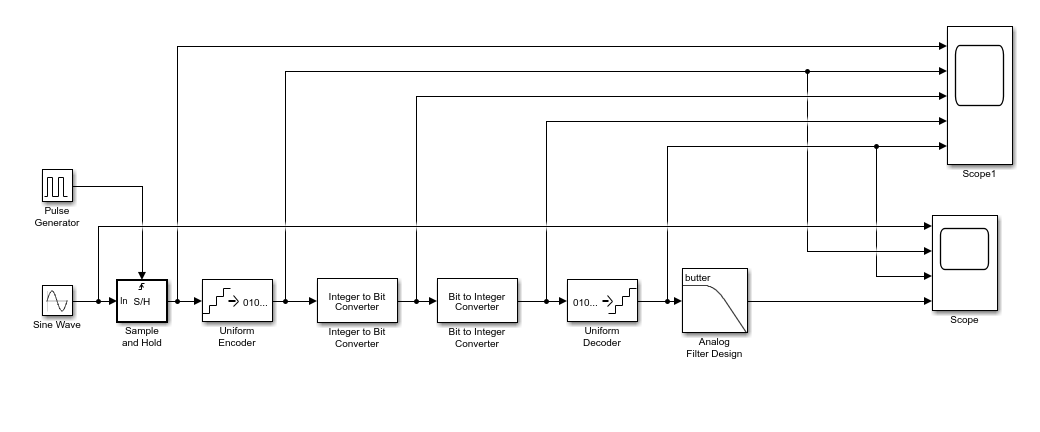 Scope1
Pulse
Generator
Sine Wave
In
S/H
Sample
and Hold
010...
Uniform
Encoder
Integer to Bit
Converter
Integer to Bit
Converter
Bit to Integer
Converter
Bit to Integer
Converter
010...
Uniform
Decoder
butter
Analog
Filter Design
Scope